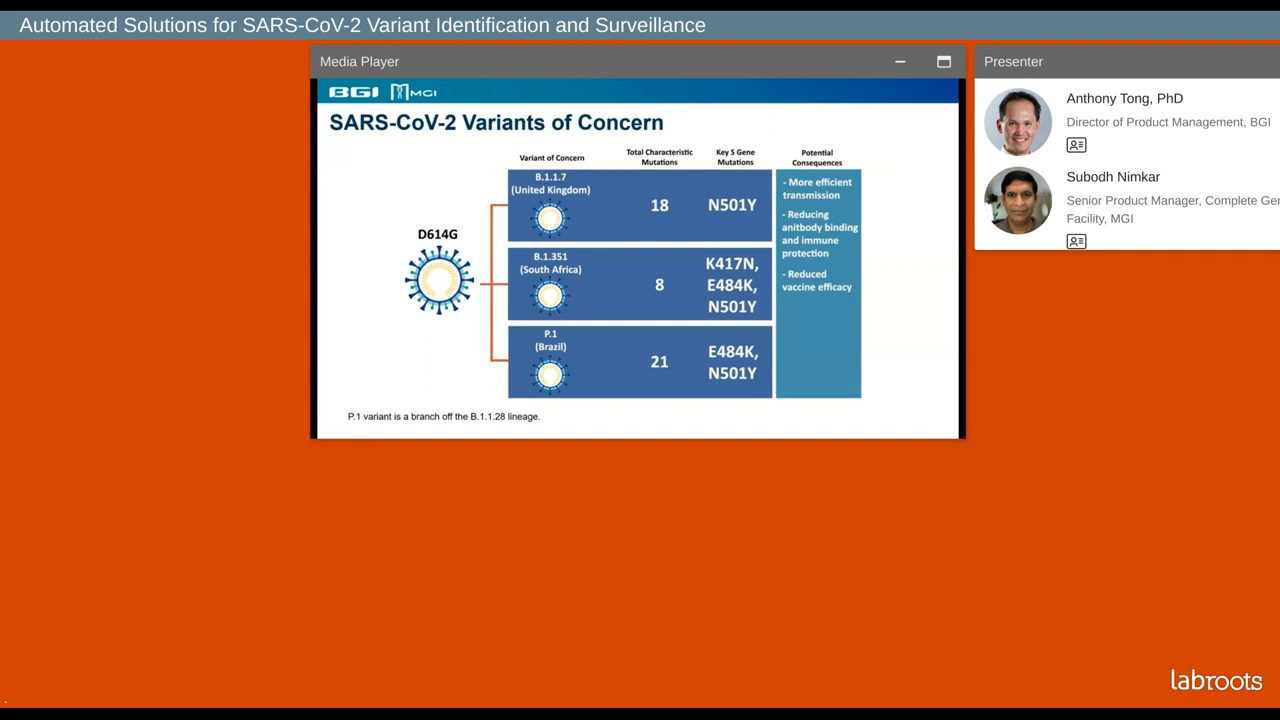 Automated Solutions for SARS-CoV-2 Variant Identification and Surveillance
Media Player
BGI MGI
SARS-CoV-2 Variants of Concern
Variant of Concern
Total Characteristic
Mutations
Key S Gene
Mutations
Potential
Consequences
D614G
B.1.1.7
(United Kingdom)
18
N501Y
B.1.351
(South Africa)
8
K417N,
E484K,
N501Y
P.1
(Brazil)
21
E484K,
N501Y
- More efficient
transmission
- Reducing
anitbody binding
and immune
protection
- Reduced
vaccine efficacy
P.1 variant is a branch off the B.1.1.28 lineage.
Presenter
Anthony Tong, PhD
Director of Product Management, BGI
Subodh Nimkar
Senior Product Manager, Complete Ge
Facility, MGI
labroots